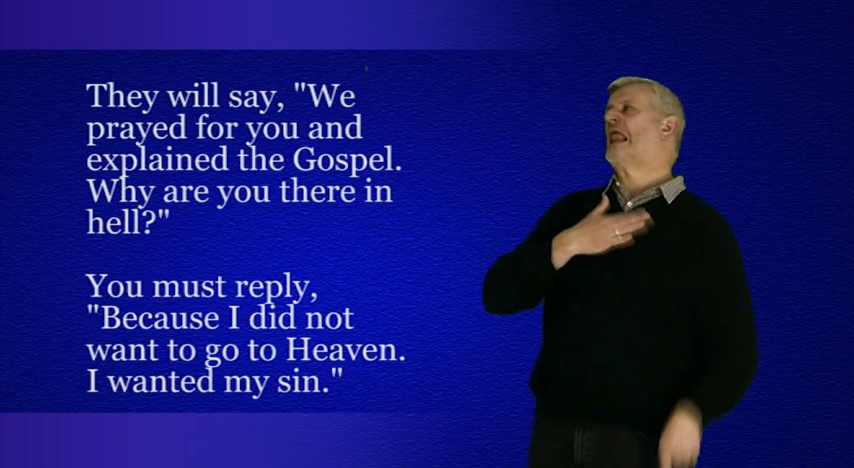 They will say, "We
prayed for you and
explained the Gospel.
Why are you there in
hell?"
You must reply,
"Because I did not
want to go to Heaven.
I wanted my sin."